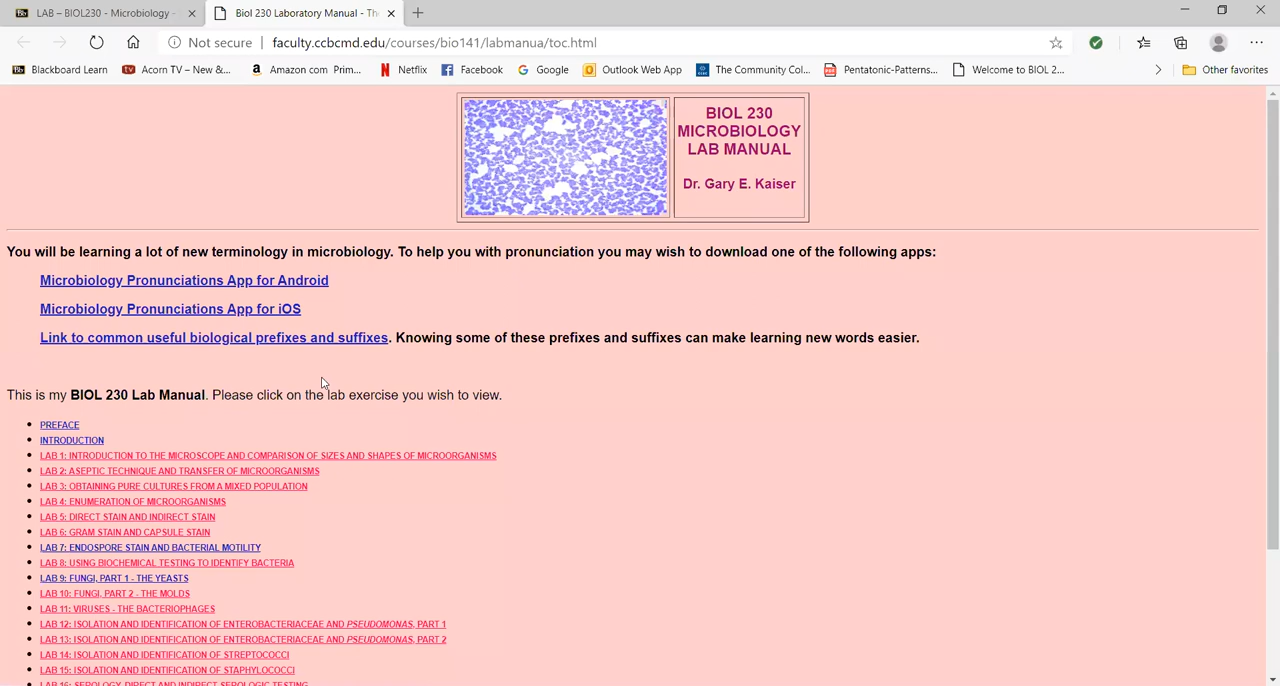 LAB – BIOL230 - Microbiology -
Biol 230 Laboratory Manual - The
Not secure
faculty.ccbcmd.edu/courses/bio141/labmanua/toc.html
Blackboard Learn
Acorn TV – New &...
Amazon com Prim...
Netflix
Facebook
Google
Outlook Web App
The Community Col...
Pentatonic-Patterns...
Welcome to BIOL 2...
Other favorites
BIOL 230
MICROBIOLOGY
LAB MANUAL
Dr. Gary E. Kaiser
You will be learning a lot of new terminology in microbiology. To help you with pronunciation you may wish to download one of the following apps:
Microbiology Pronunciations App for Android
Microbiology Pronunciations App for iOS
Link to common useful biological prefixes and suffixes. Knowing some of these prefixes and suffixes can make learning new words easier.
This is my BIOL 230 Lab Manual. Please click on the lab exercise you wish to view.
PREFACE
INTRODUCTION
LAB 1: INTRODUCTION TO THE MICROSCOPE AND COMPARISON OF SIZES AND SHAPES OF MICROORGANISMS
LAB 2: ASEPTIC TECHNIQUE AND TRANSFER OF MICROORGANISMS
LAB 3: OBTAINING PURE CULTURES FROM A MIXED POPULATION
LAB 4: ENUMERATION OF MICROORGANISMS
LAB 5: DIRECT STAIN AND INDIRECT STAIN
LAB 6: GRAM STAIN AND CAPSULE STAIN
LAB 7: ENDOSPORE STAIN AND BACTERIAL MOTILITY
LAB 8: USING BIOCHEMICAL TESTING TO IDENTIFY BACTERIA
LAB 9: FUNGI, PART 1 - THE YEASTS
LAB 10: FUNGI, PART 2 - THE MOLDS
LAB 11: VIRUSES - THE BACTERIOPHAGES
LAB 12: ISOLATION AND IDENTIFICATION OF ENTEROBACTERIACEAE AND PSEUDOMONAS, PART 1
LAB 13: ISOLATION AND IDENTIFICATION OF ENTEROBACTERIACEAE AND PSEUDOMONAS, PART 2
LAB 14: ISOLATION AND IDENTIFICATION OF STREPTOCOCCI
LAB 15: ISOLATION AND IDENTIFICATION OF STAPHYLOCOCCI
LAB 16: SEROLOGY, DIRECT AND INDIRECT SEROLOGIC TESTING